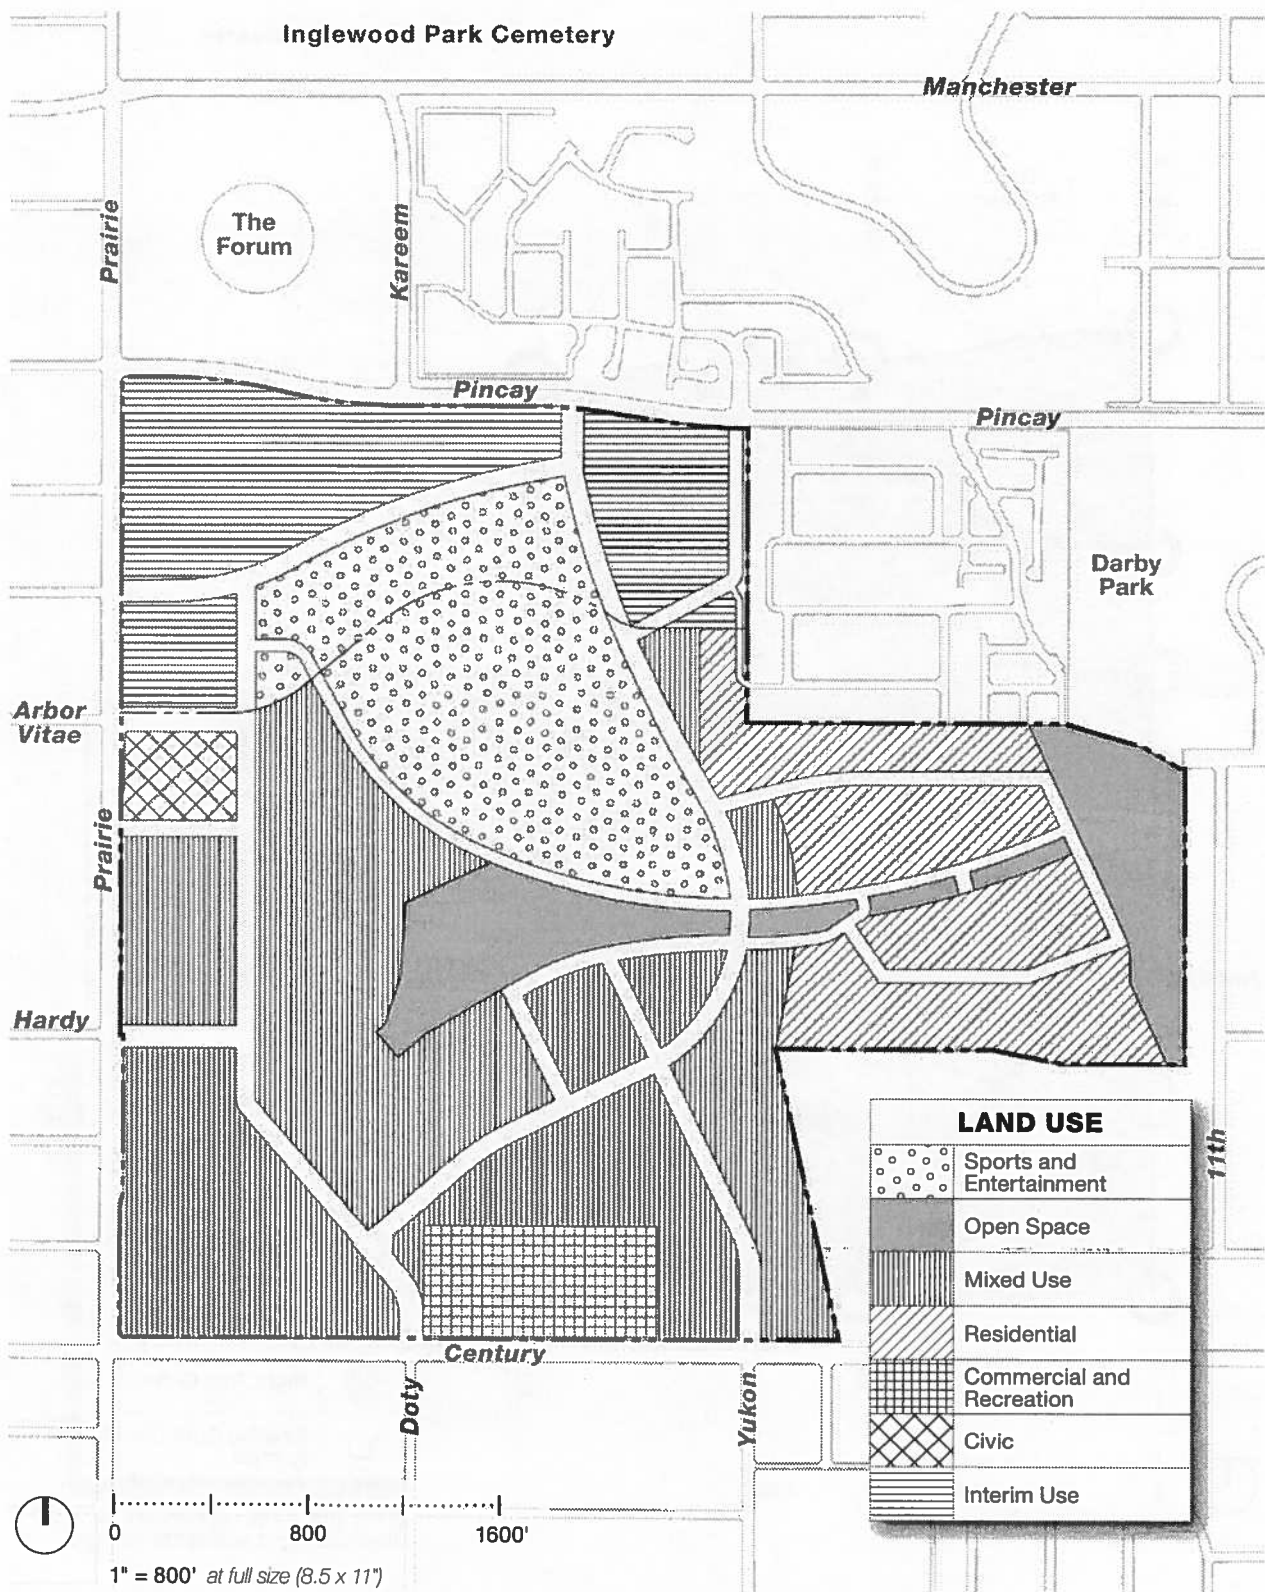 Inglewood Park Cemetery
Manchester
Prairie
The
Forum
Kareem
Pincay
Pincay
Darby
Park
Arbor
Vitae
Prairie
Hardy
LAND USE
Sports and
Entertainment
Open Space
Mixed Use
Residential
Commercial and
Recreation
Civic
Interim Use
11th
Century
Doty
Yukon
0
800
1600'
1" = 800' at full size (8.5 x 11")